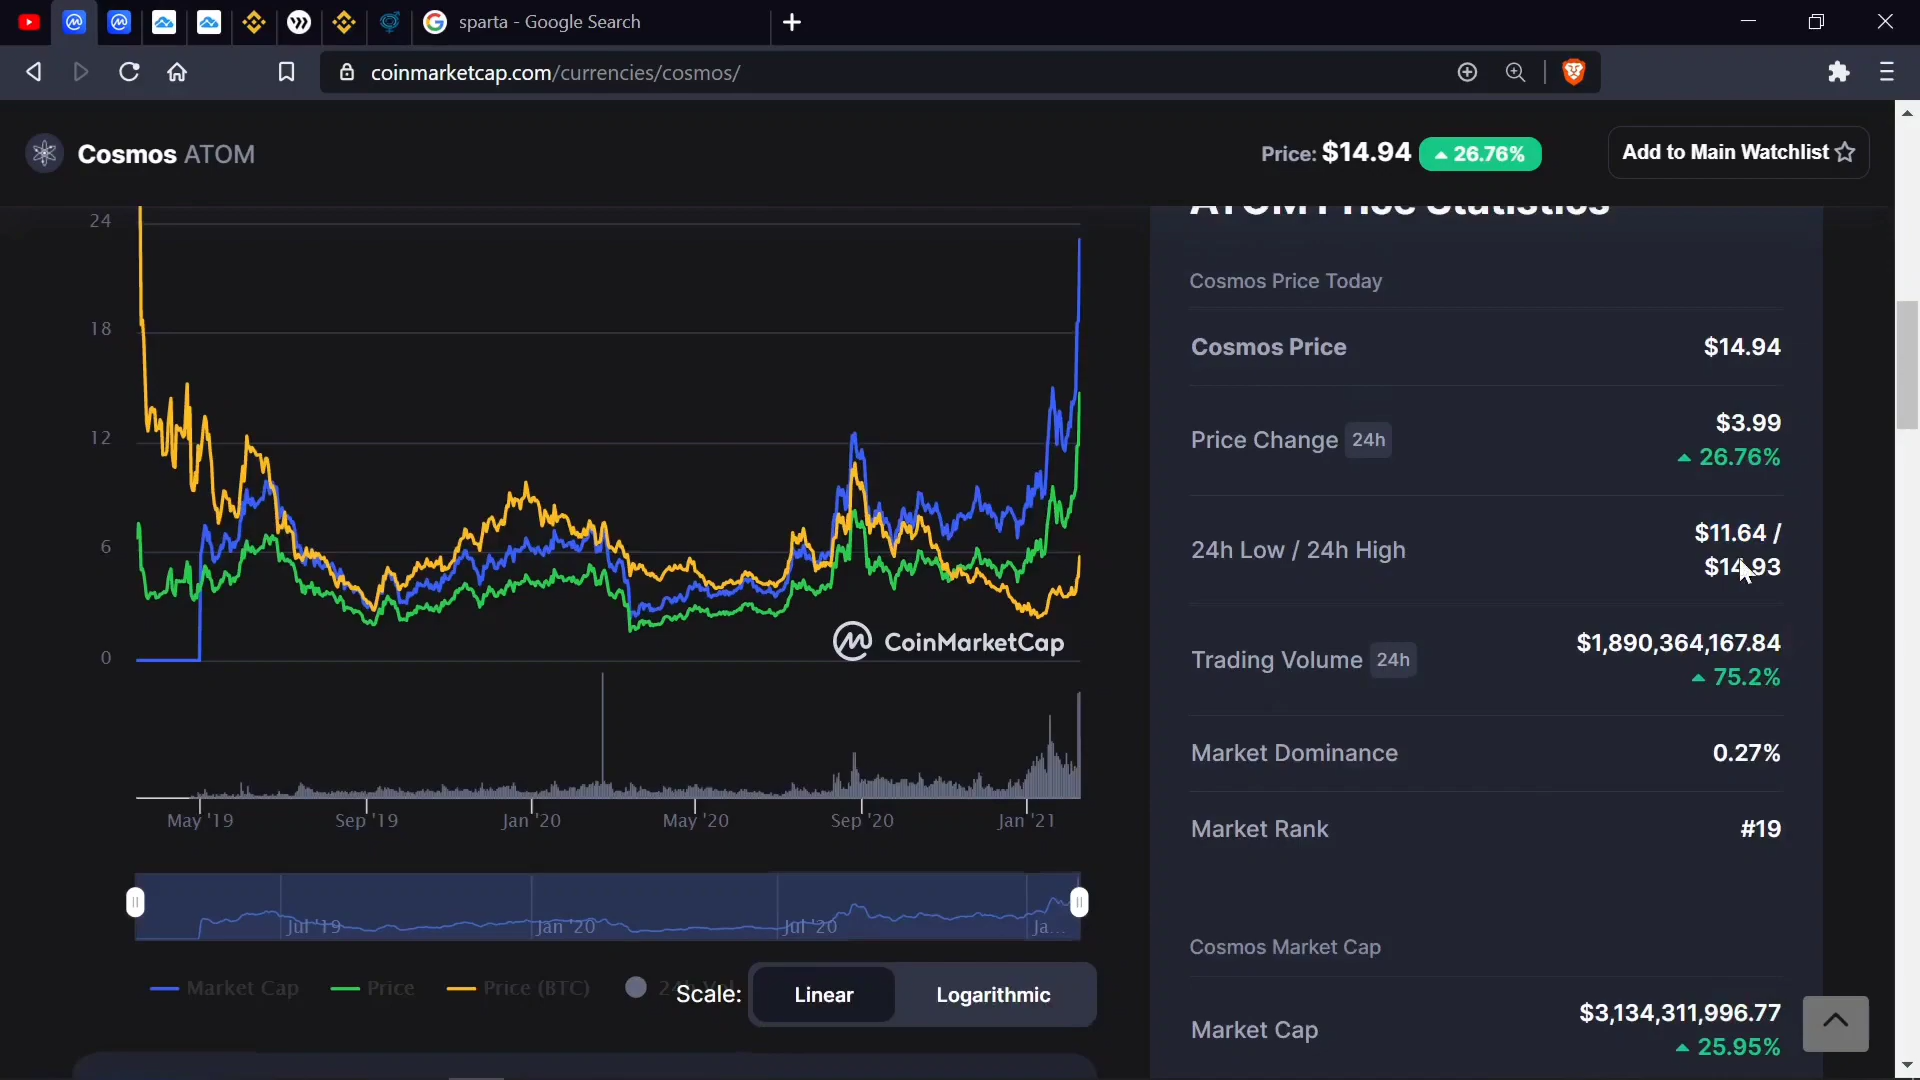 sparta - Google Search
coinmarketcap.com/currencies/cosmos/
Cosmos ATOM
Price: $14.94 26.76%
Add to Main Watchlist
ATOM Price Statistics
Cosmos Price Today
Cosmos Price $14.94
Price Change 24h $3.99
26.76%
24h Low / 24h High $11.64 /
$14.93
Trading Volume 24h $1,890,364,167.84
75.2%
Market Dominance 0.27%
Market Rank #19
Cosmos Market Cap
Market Cap $3,134,311,996.77
25.95%
24
18
12
6
0
CoinMarketCap
May '19 Sep '19 Jan '20 May '20 Sep '20 Jan '21
Jul '19 Jan '20 Jul '20 Ja...
Market Cap Price Price (BTC)
Scale: Linear Logarithmic